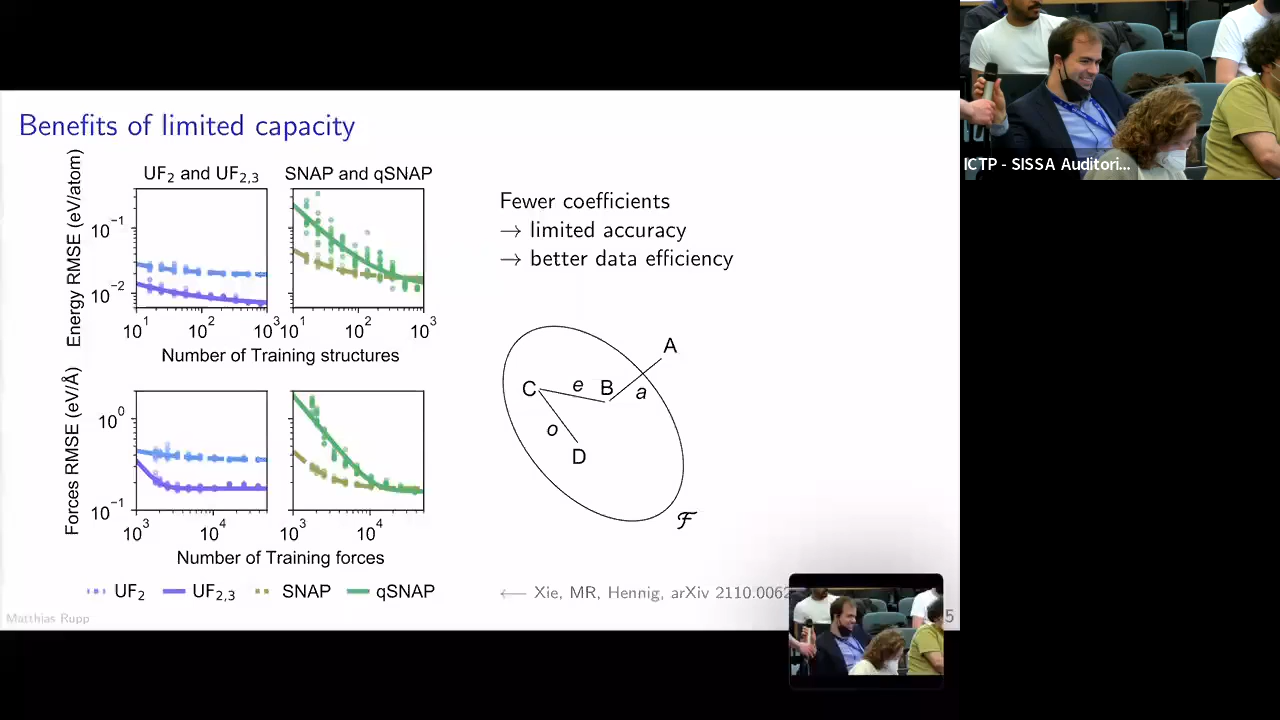 Benefits of limited capacity
UF₂ and UF₂,₃
SNAP and qSNAP
Energy RMSE (eV/atom)
10⁻¹
10⁻²
10¹ 10² 10³
10¹ 10² 10³
Number of Training structures
Forces RMSE (eV/Å)
10⁰
10⁻¹
10³ 10⁴
10³ 10⁴
Number of Training forces
UF₂ UF₂,₃ SNAP qSNAP
Fewer coefficients
→ limited accuracy
→ better data efficiency
A
C e B a
o
D
ℱ
← Xie, MR, Hennig, arXiv 2110.0062
Matthias Rupp
5
ICTP - SISSA Auditori...